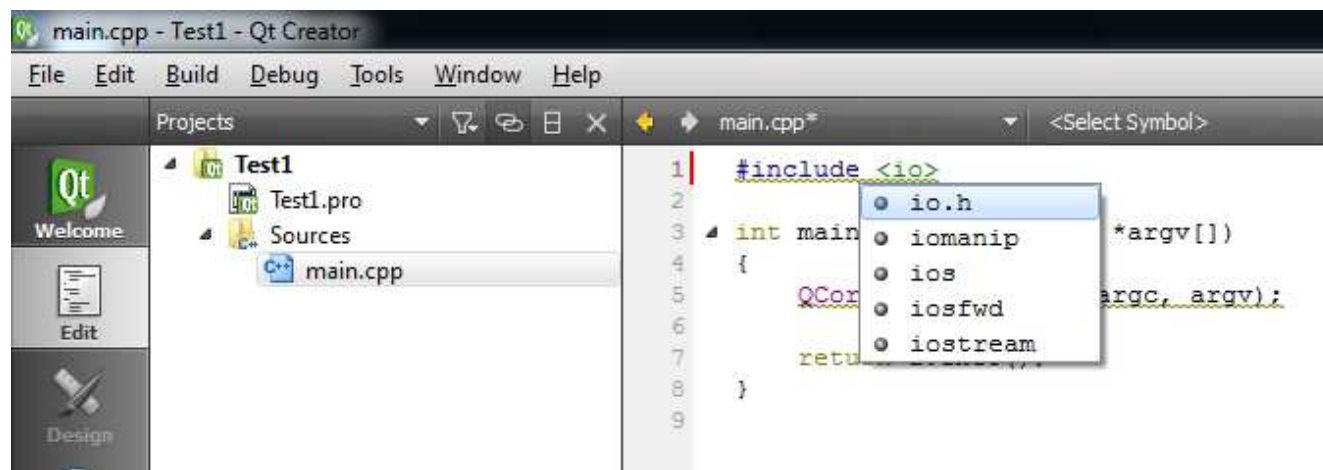 main.cpp - Test1 - Qt Creator
File Edit Build Debug Tools Window Help
Projects
main.cpp*
<Select Symbol>
Qt
Welcome
Edit
Design
Test1
Test1.pro
Sources
main.cpp
1 #include <io>
2
3 int main *argv[])
4 {
5 argc, argv);
6
7
8 }
9
io.h
iomanip
ios
iosfwd
iostream